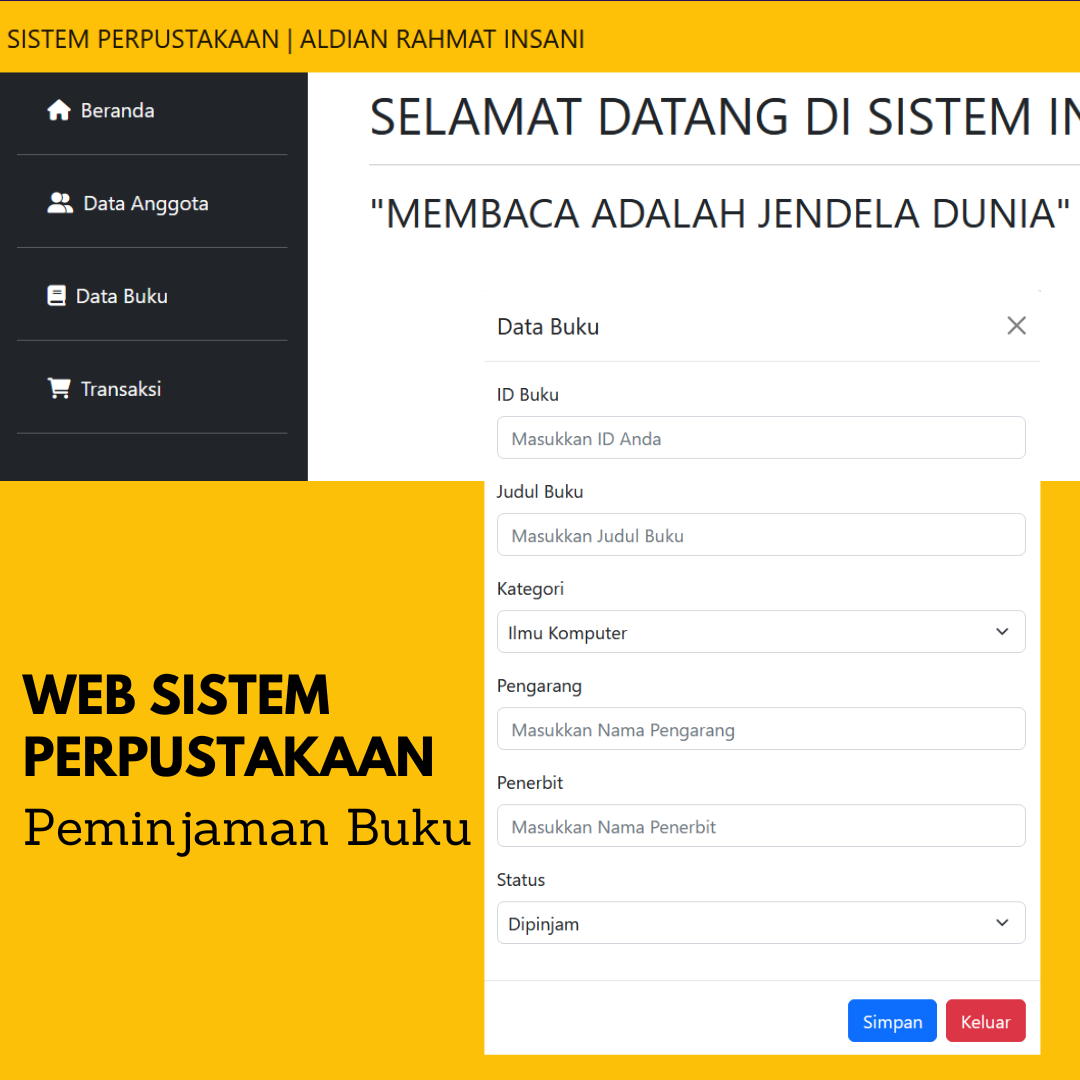 SISTEM PERPUSTAKAAN | ALDIAN RAHMAT INSANI
Beranda
Data Anggota
Data Buku
Transaksi
SELAMAT DATANG DI SISTEM
"MEMBACA ADALAH JENDELA DUNIA"
Data Buku
ID Buku
Masukkan ID Anda
Judul Buku
Masukkan Judul Buku
Kategori
Ilmu Komputer
Pengarang
Masukkan Nama Pengarang
Penerbit
Masukkan Nama Penerbit
Status
Dipinjam
Simpan
Keluar
WEB SISTEM
PERPUSTAKAAN
Peminjaman Buku